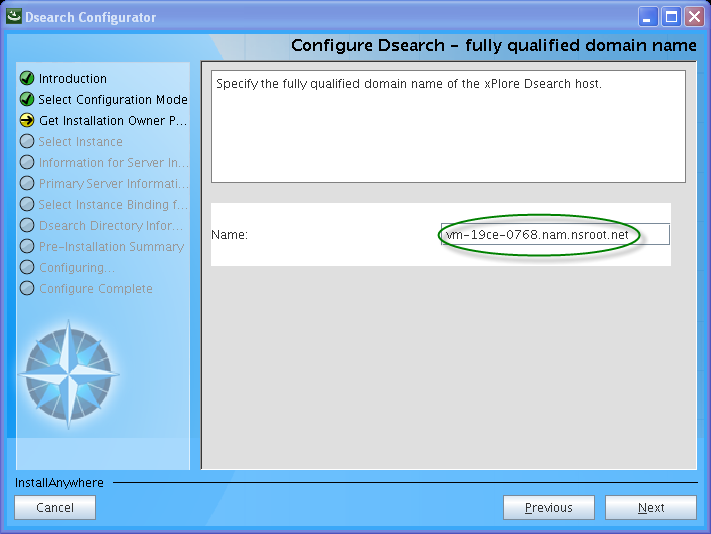 Dsearch Configurator
Configure Dsearch - fully qualified domain name
Introduction
Select Configuration Mode
Get Installation Owner P...
Select Instance
Information for Server In...
Primary Server Informati...
Select Instance Binding f...
Dsearch Directory Infor...
Pre-Installation Summary
Configuring...
Configure Complete
Specify the fully qualified domain name of the xPlore Dsearch host.
Name:
vm-19ce-0768.nam.nsroot.net
InstallAnywhere
Cancel
Previous
Next